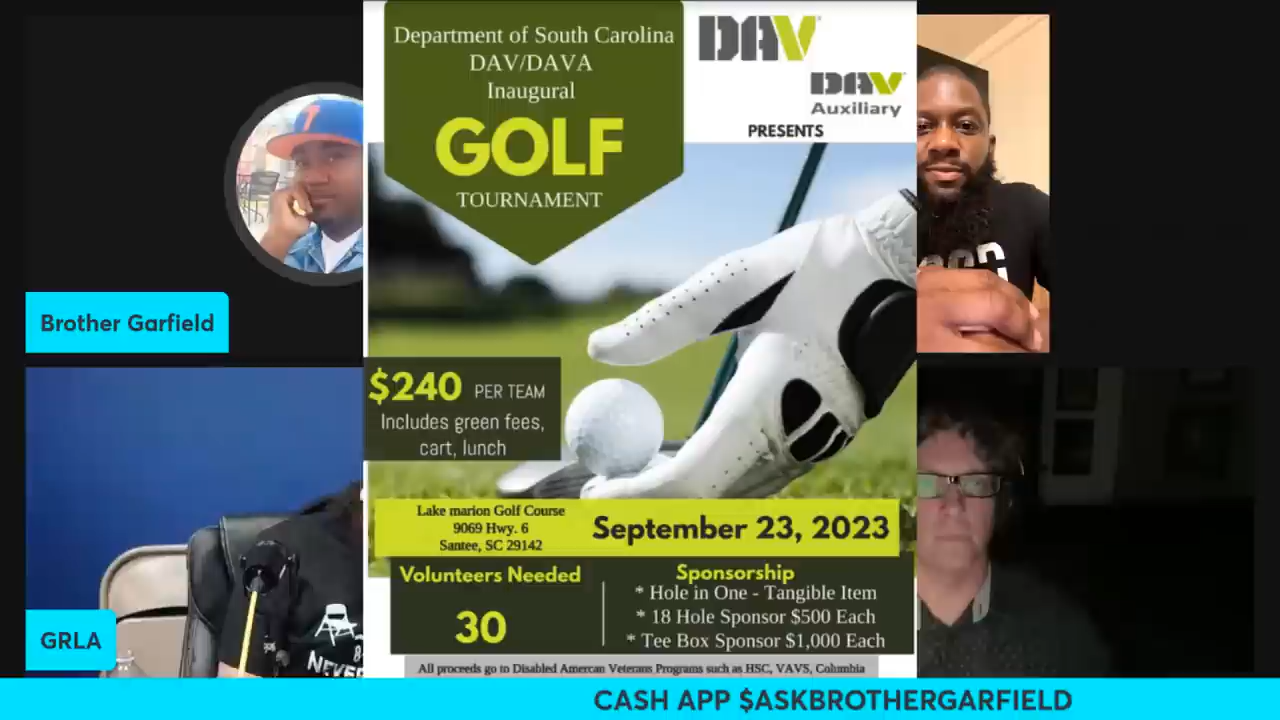 Department of South Carolina
DAV/DAVA
Inaugural
GOLF
TOURNAMENT
DAV
DAV
Auxiliary
PRESENTS
7
Brother Garfield
$240 PER TEAM
Includes green fees,
cart, lunch
Lake marion Golf Course
9069 Hwy. 6
Santee, SC 29142
September 23, 2023
Volunteers Needed
30
Sponsorship
* Hole in One - Tangible Item
* 18 Hole Sponsor $500 Each
* Tee Box Sponsor $1,000 Each
GRLA
NEVE
All proceeds go to Disabled Amercan Veterans Programs such as HSC, VAVS, Columbia
CASH APP $ASKBROTHERGARFIELD